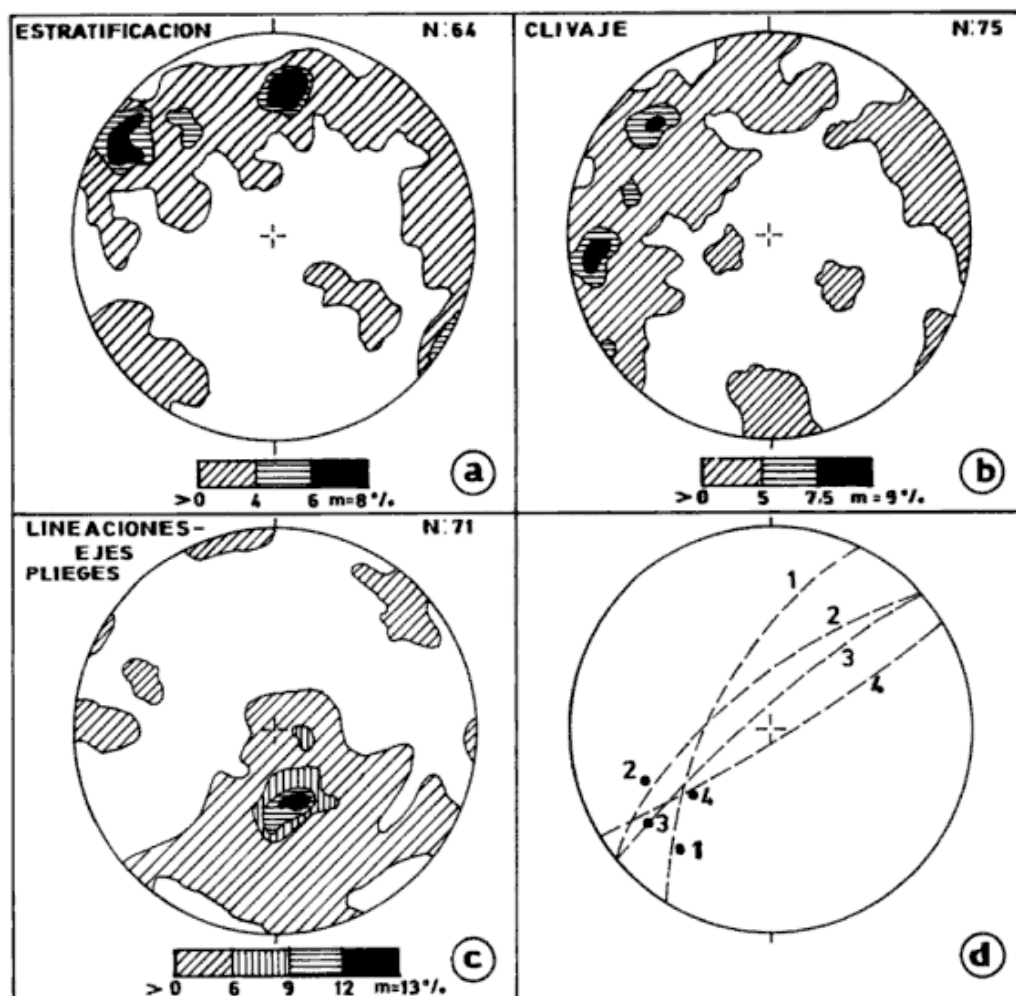 ESTRATIFICACION N:64
>0 4 6 m=8%
a
CLIVAJE N:75
>0 5 7.5 m=9%
b
LINEACIONES- N:71
EJES
PLIEGES
>0 6 9 12 m=13%
c
1
2
3
4
2
4
3
1
d